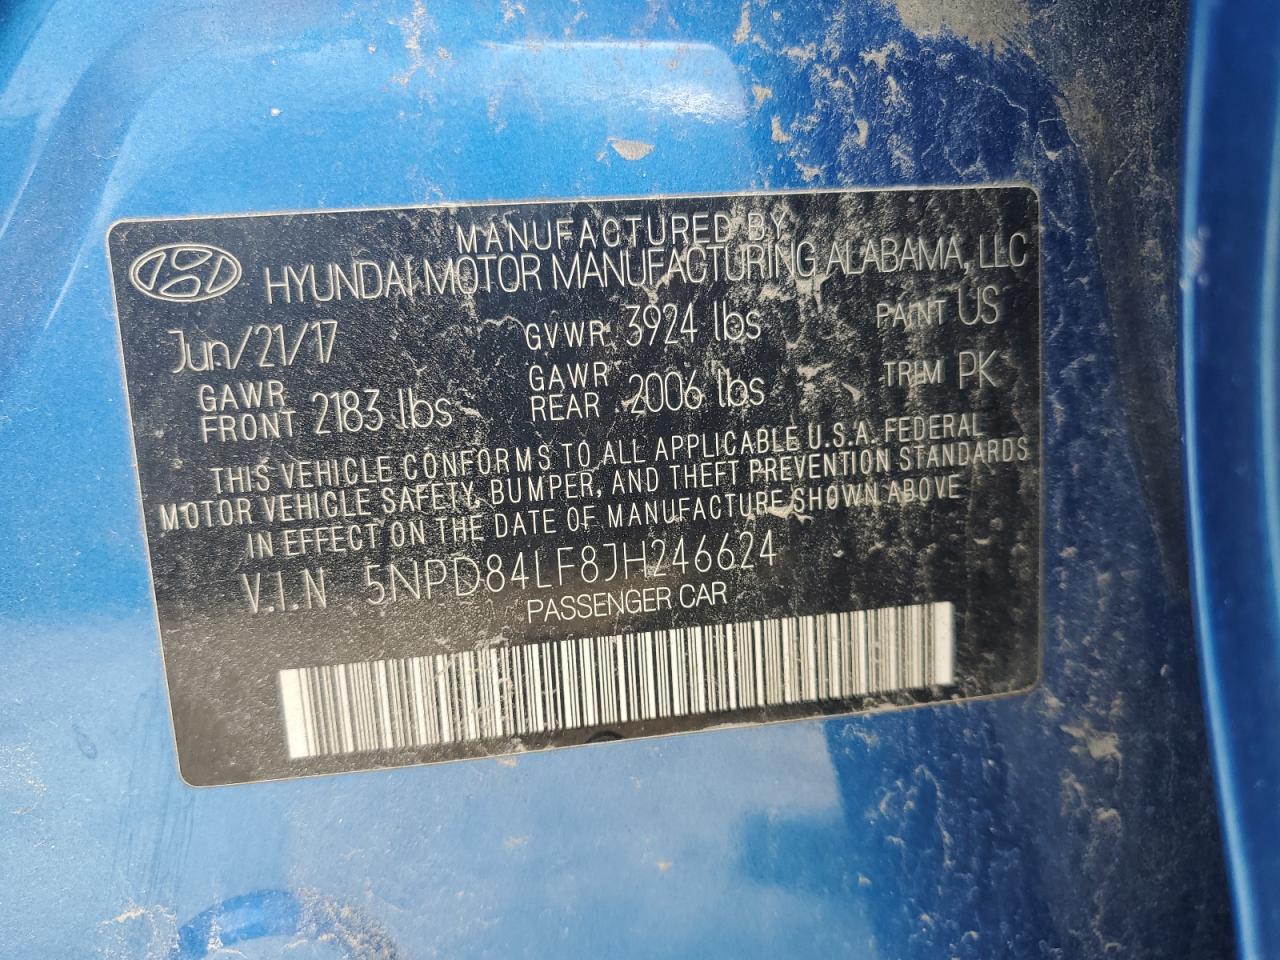 MANUFACTURED BY
HYUNDAI MOTOR MANUFACTURING ALABAMA, LLC
Jun/21/17 GVWR 3924 lbs PAINT US
GAWR FRONT 2183 lbs GAWR REAR 2006 lbs TRIM PK
THIS VEHICLE CONFORMS TO ALL APPLICABLE U.S.A. FEDERAL
MOTOR VEHICLE SAFETY, BUMPER, AND THEFT PREVENTION STANDARDS
IN EFFECT ON THE DATE OF MANUFACTURE SHOWN ABOVE
V.I.N 5NPD84LF8JH246624
PASSENGER CAR